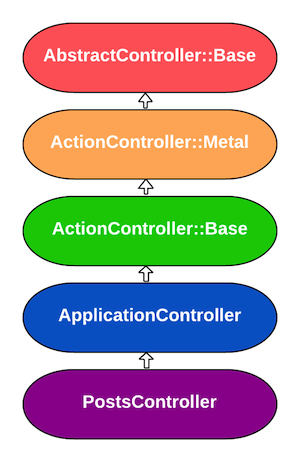 AbstractController::Base
ActionController::Metal
ActionController::Base
ApplicationController
PostsController